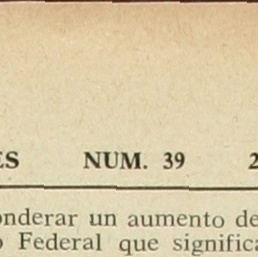 ES NUM. 39 2
onderar un aumento de
o Federal que significa